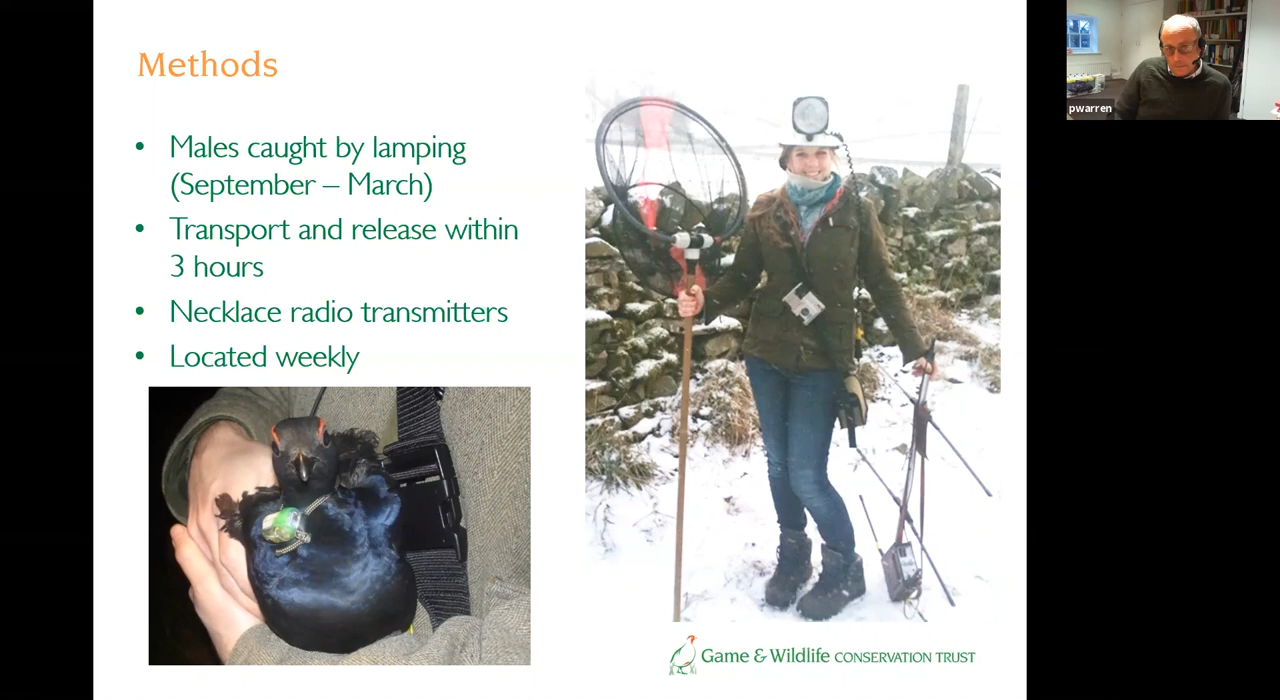 Methods
• Males caught by lamping
(September – March)
• Transport and release within
3 hours
• Necklace radio transmitters
• Located weekly
Game & Wildlife CONSERVATION TRUST
pwarren